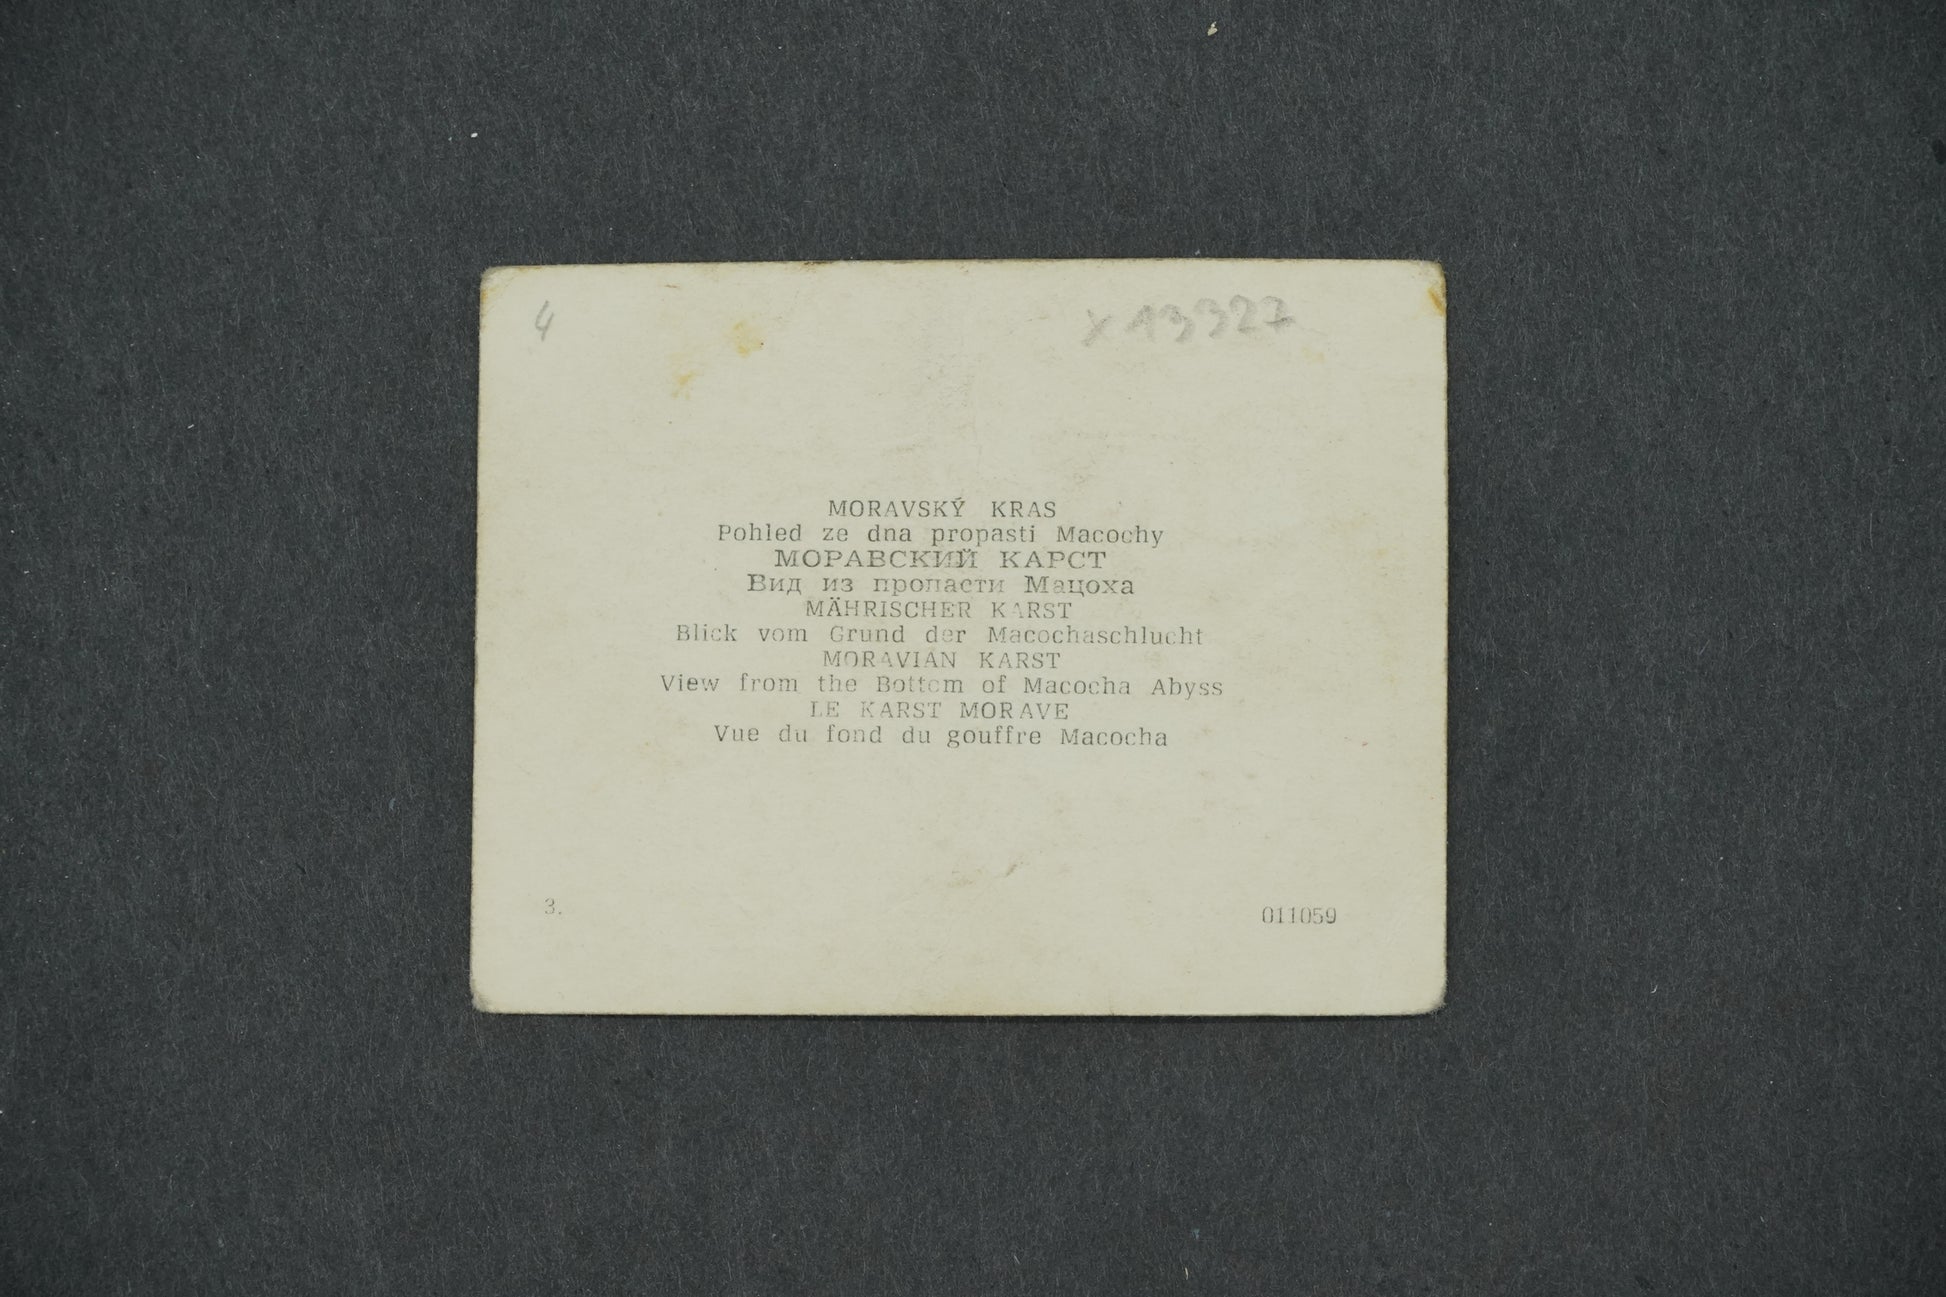 4
x 13327
MORAVSKÝ KRAS
Pohled ze dna propasti Macochy
МОРАВСКИЙ КАРСТ
Вид из пропасти Мацоха
MÄHRISCHER KARST
Blick vom Grund der Macochaschlucht
MORAVIAN KARST
View from the Bottom of Macocha Abyss
LE KARST MORAVE
Vue du fond du gouffre Macocha
3.
011059